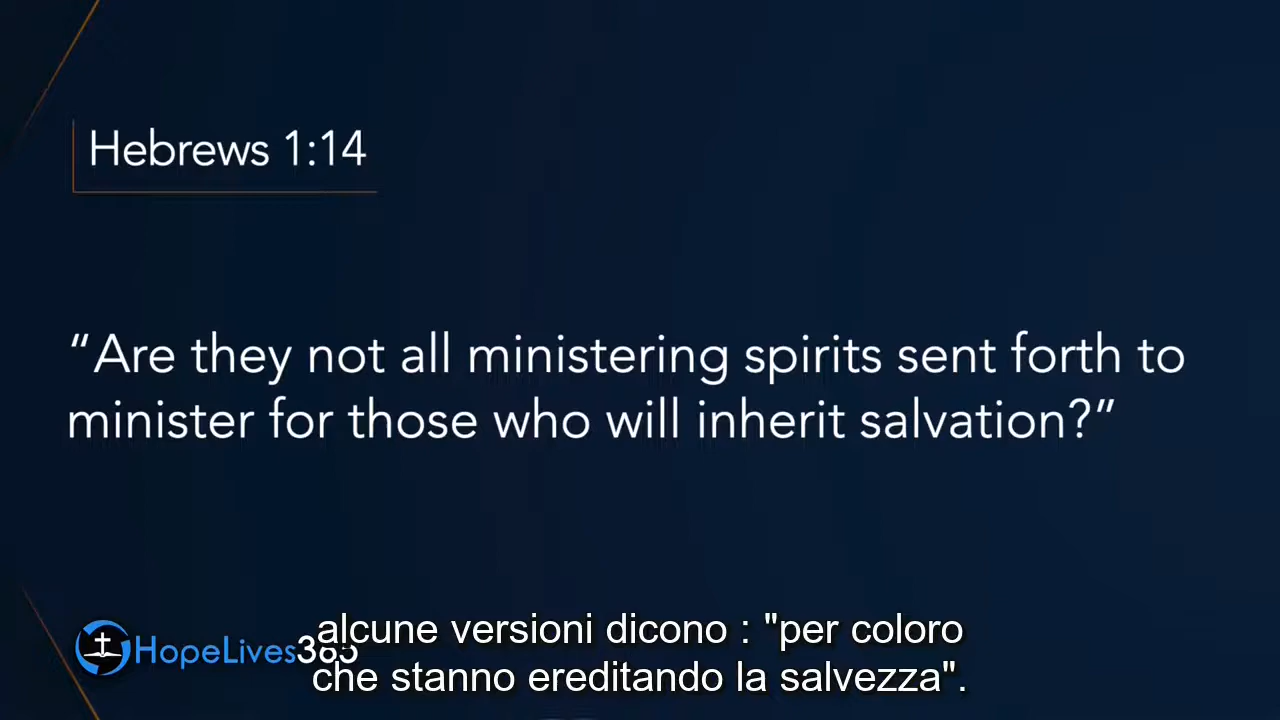 Hebrews 1:14
“Are they not all ministering spirits sent forth to
minister for those who will inherit salvation?”
HopeLives365
alcune versioni dicono : "per coloro
che stanno ereditando la salvezza".